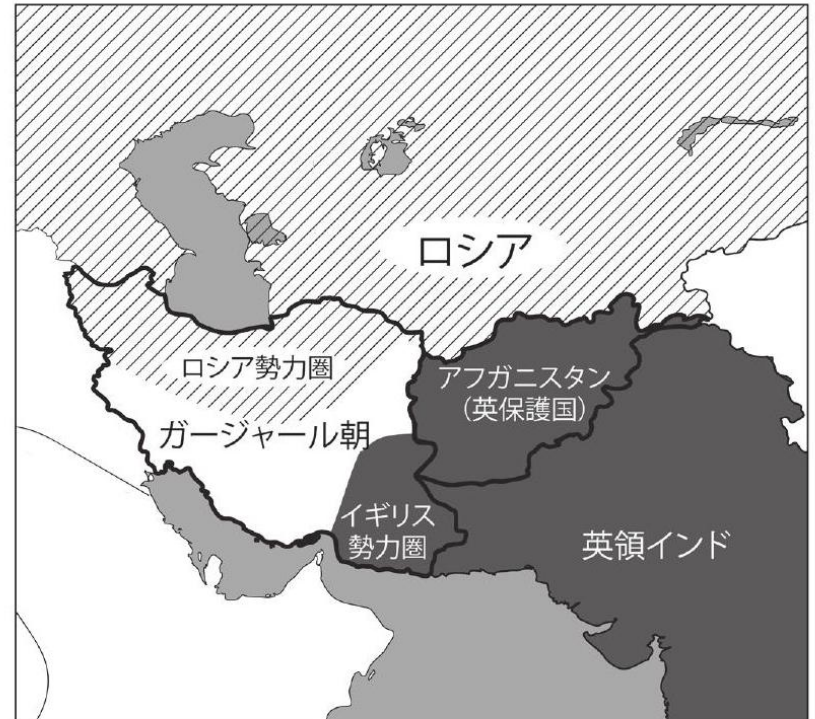 ロシア
ロシア勢力圏
アフガニスタン
(英保護国)
ガージャール朝
イギリス
勢力圏
英領インド